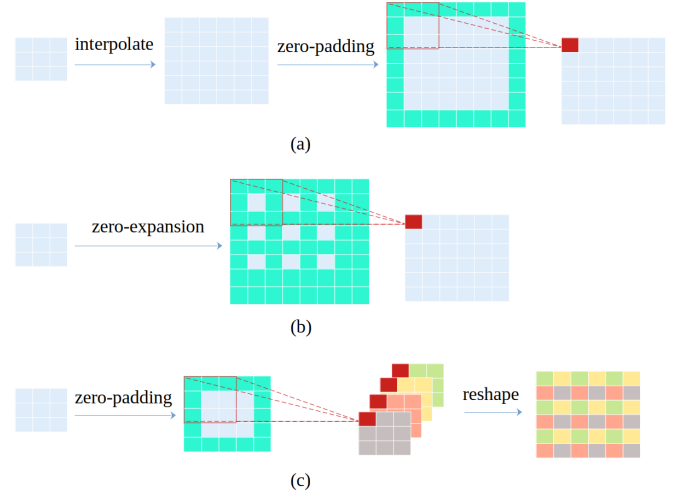 interpolate
zero-padding
(a)
zero-expansion
(b)
zero-padding
reshape
(c)